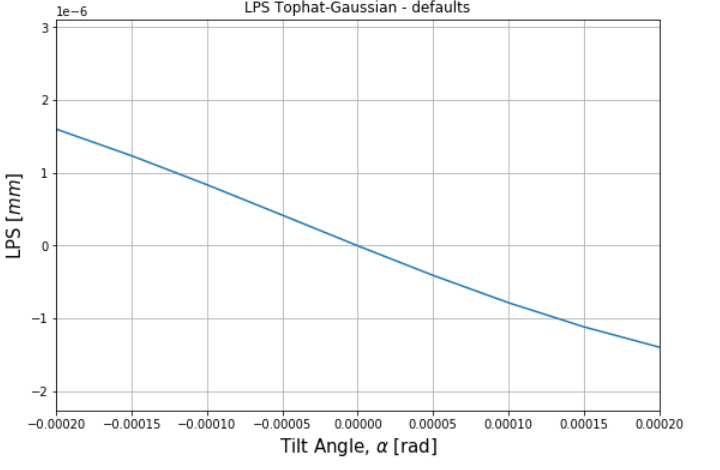 LPS Tophat-Gaussian - defaults
1e−6
3
2
1
0
−1
−2
LPS [mm]
−0.00020 −0.00015 −0.00010 −0.00005 0.00000 0.00005 0.00010 0.00015 0.00020
Tilt Angle, α [rad]